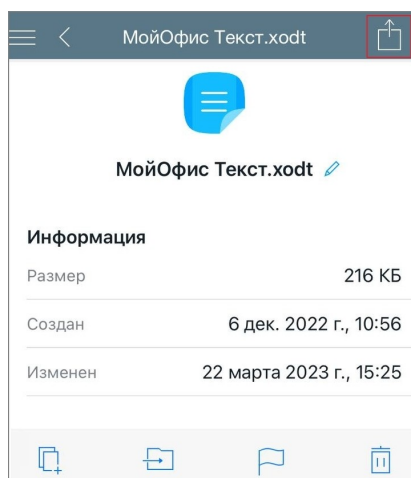 МойОфис Текст.xodt
МойОфис Текст.xodt
Информация
Размер 216 КБ
Создан 6 дек. 2022 г., 10:56
Изменен 22 марта 2023 г., 15:25